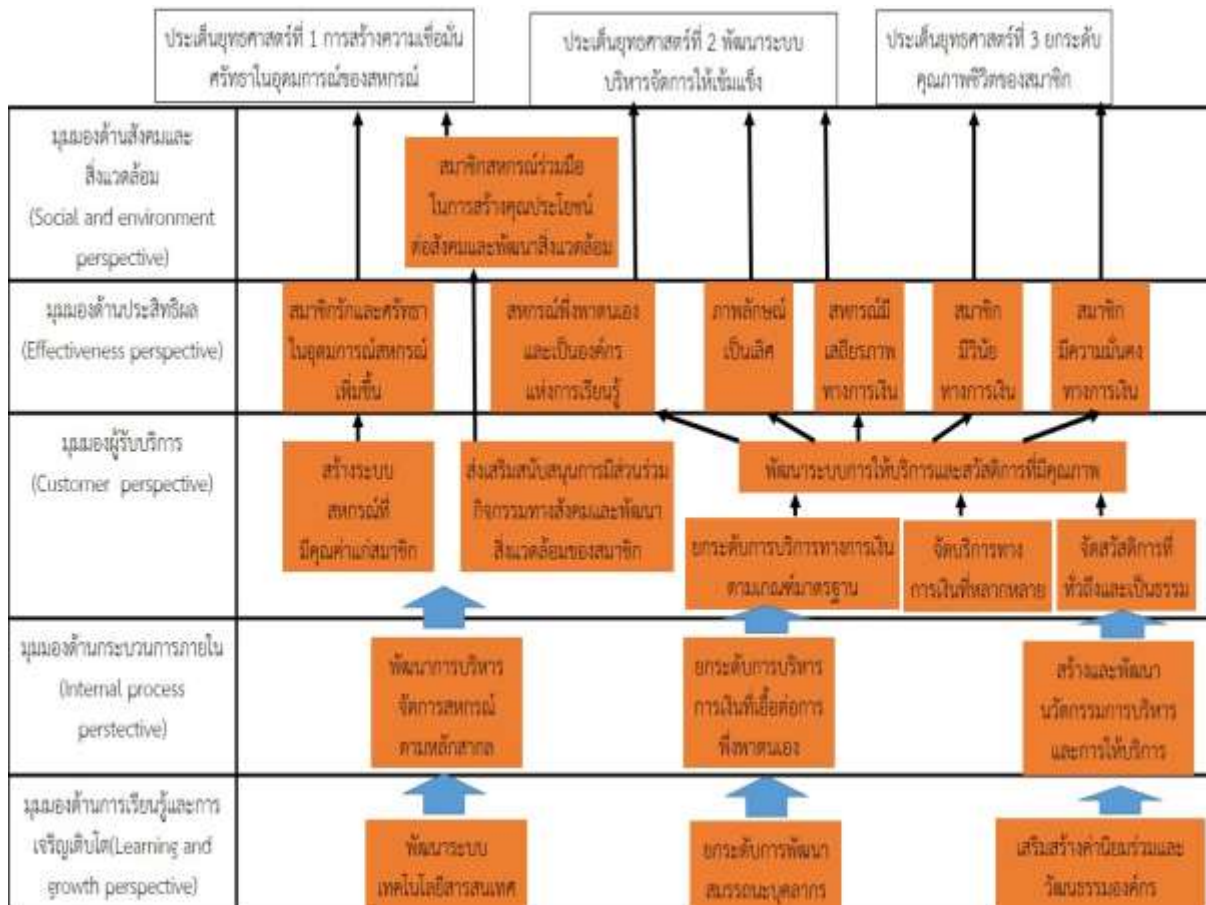 ประเด็นยุทธศาสตร์ที่ 1 การสร้างความเชื่อมั่น
ศรัทธาในอุดมการณ์ของสหกรณ์
ประเด็นยุทธศาสตร์ที่ 2 พัฒนาระบบ
บริหารจัดการให้เข้มแข็ง
ประเด็นยุทธศาสตร์ที่ 3 ยกระดับ
คุณภาพชีวิตของสมาชิก
มุมมองด้านสังคมและ
สิ่งแวดล้อม
(Social and environment
perspective)
สมาชิกสหกรณ์ร่วมมือ
ในการสร้างคุณประโยชน์
ต่อสังคมและพัฒนาสิ่งแวดล้อม
มุมมองด้านประสิทธิผล
(Effectiveness perspective)
สมาชิกรักและศรัทธา
ในอุดมการณ์สหกรณ์
เพิ่มขึ้น
สหกรณ์พึ่งพาตนเอง
และเป็นองค์กร
แห่งการเรียนรู้
ภาพลักษณ์
เป็นเลิศ
สหกรณ์มี
เสถียรภาพ
ทางการเงิน
สมาชิก
มีวินัย
ทางการเงิน
สมาชิก
มีความมั่นคง
ทางการเงิน
มุมมองผู้รับบริการ
(Customer perspective)
สร้างระบบ
สหกรณ์ที่
มีคุณค่าแก่สมาชิก
ส่งเสริมสนับสนุนการมีส่วนร่วม
กิจกรรมทางสังคมและพัฒนา
สิ่งแวดล้อมของสมาชิก
พัฒนาระบบการให้บริการและสวัสดิการที่มีคุณภาพ
ยกระดับการบริการทางการเงิน
ตามเกณฑ์มาตรฐาน
จัดบริการทาง
การเงินที่หลากหลาย
จัดสวัสดิการที่
ทั่วถึงและเป็นธรรม
มุมมองด้านกระบวนการภายใน
(Internal process
perstective)
พัฒนาการบริหาร
จัดการสหกรณ์
ตามหลักสากล
ยกระดับการบริหาร
การเงินที่เอื้อต่อการ
พึ่งพาตนเอง
สร้างและพัฒนา
นวัตกรรมการบริหาร
และการให้บริการ
มุมมองด้านการเรียนรู้และการ
เจริญเติบโต(Learning and
growth perspective)
พัฒนาระบบ
เทคโนโลยีสารสนเทศ
ยกระดับการพัฒนา
สมรรถนะบุคลากร
เสริมสร้างค่านิยมร่วมและ
วัฒนธรรมองค์กร